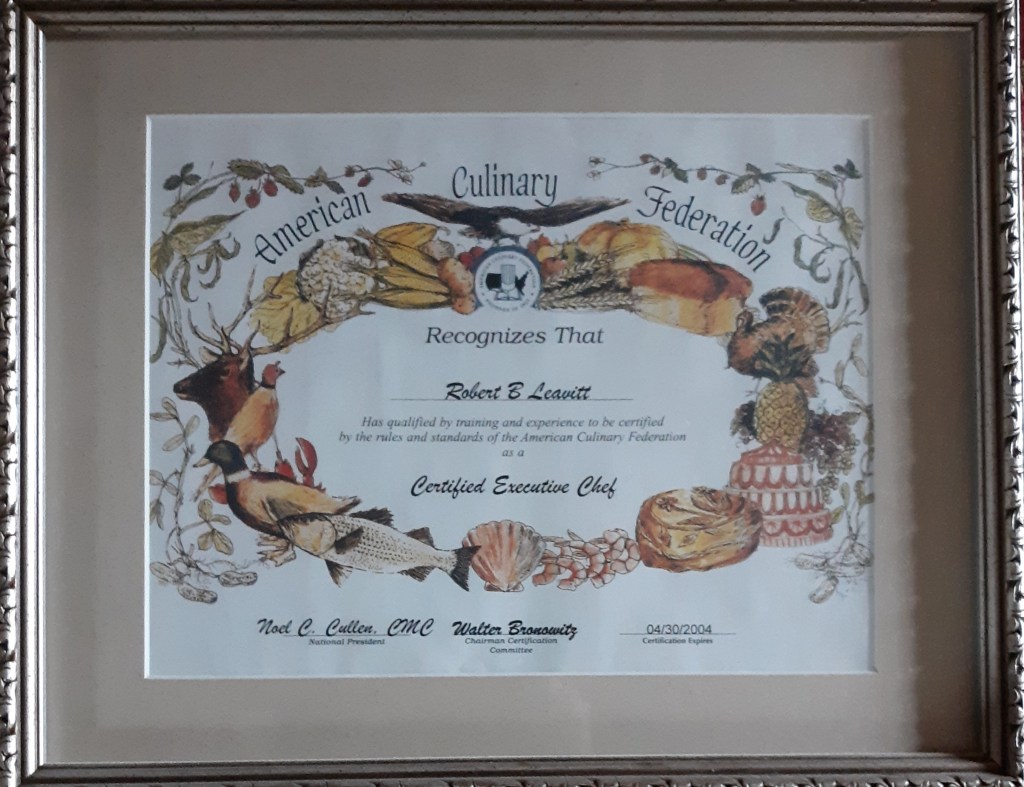 American Culinary Federation
Recognizes That
Robert B Leavitt
Has qualified by training and experience to be certified
by the rules and standards of the American Culinary Federation
as a
Certified Executive Chef
Noel C. Cullen, CMC
National President
Walter Bronowitz
Chairman Certification
Committee
04/30/2004
Certification Expires